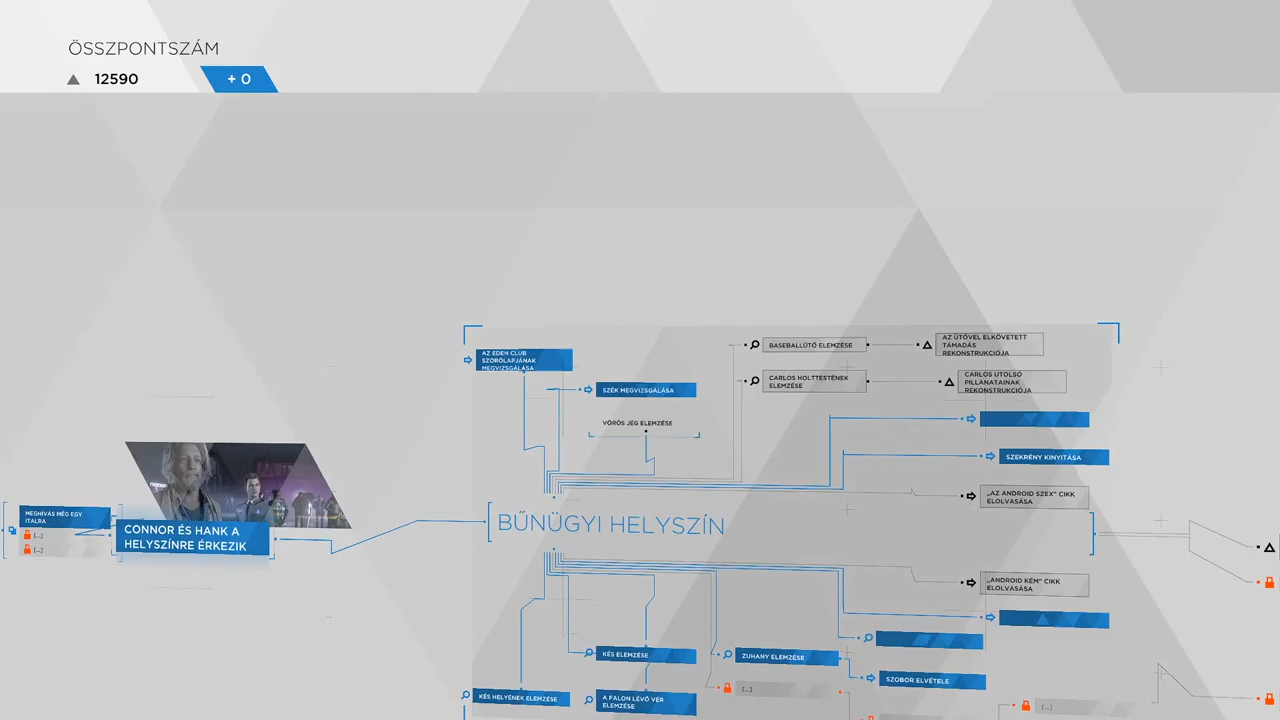 ÖSSZPONTSZÁM
12590
+ 0
AZ EDEN CLUB
SZÓRÓLAPJÁNAK
MEGVIZSGÁLÁSA
SZÉK MEGVIZSGÁLÁSA
VÖRÖS JÉG ELEMZÉSE
BASEBALLÜTŐ ELEMZÉSE
AZ ÜTŐVEL ELKÖVETETT
TÁMADÁS
REKONSTRUKCIÓJA
CARLOS HOLTTESTÉNEK
ELEMZÉSE
CARLOS UTOLSÓ
PILLANATAINAK
REKONSTRUKCIÓJA
SZEKRÉNY KINYITÁSA
„AZ ANDROID SZEX" CIKK
ELOLVASÁSA
MEGHÍVÁS MÉG EGY
ITALRA
[...]
[...]
CONNOR ÉS HANK A
HELYSZÍNRE ÉRKEZIK
BŰNÜGYI HELYSZÍN
„ANDROID KÉM" CIKK
ELOLVASÁSA
KÉS ELEMZÉSE
ZUHANY ELEMZÉSE
SZOBOR ELVÉTELE
[...]
KÉS HELYÉNEK ELEMZÉSE
A FALON LÉVŐ VÉR
ELEMZÉSE
[...]